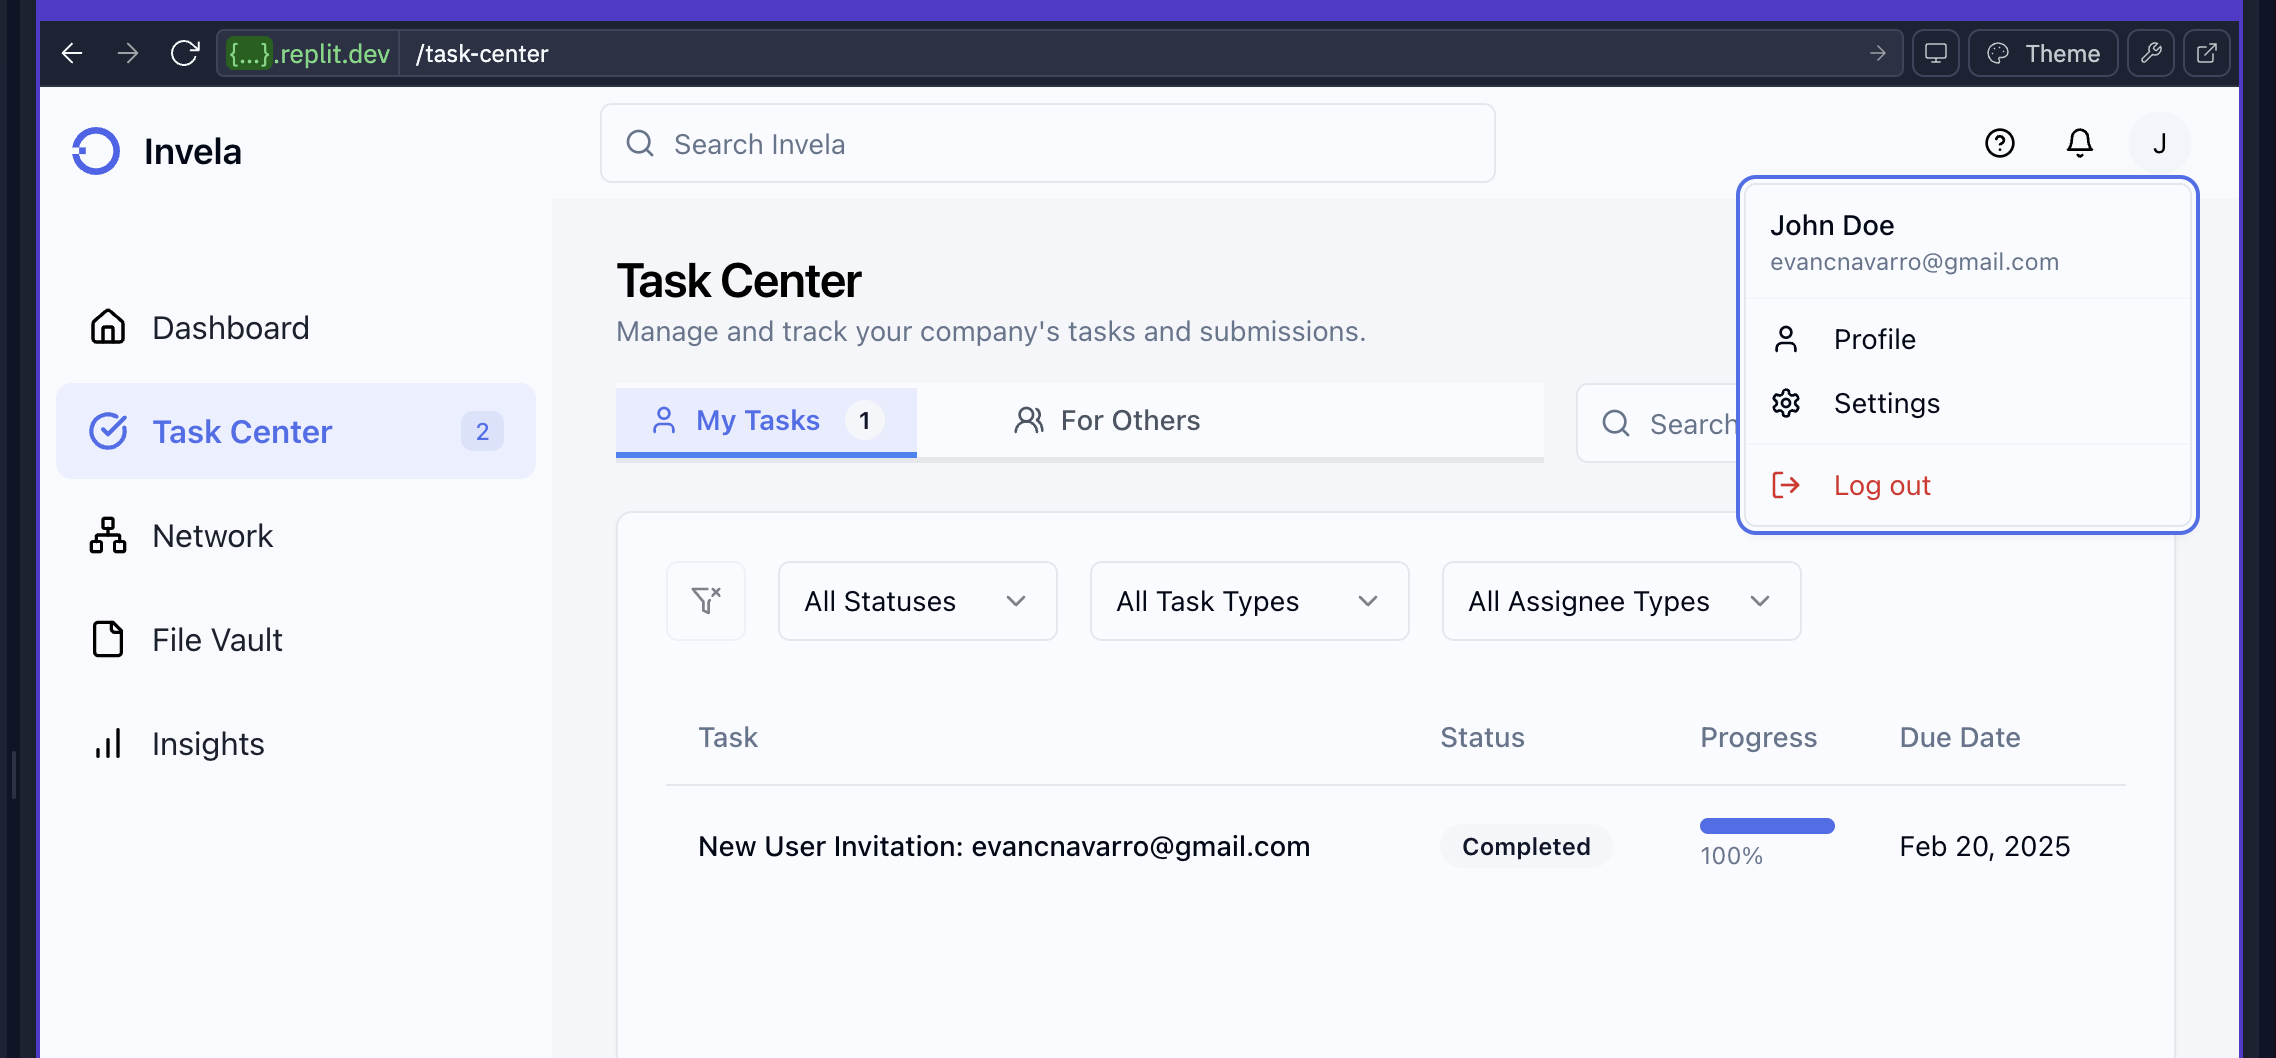 {...}.replit.dev /task-center Theme
Invela
Search Invela
J
John Doe
evancnavarro@gmail.com
Profile
Settings
Log out
Dashboard
Task Center 2
Network
File Vault
Insights
Task Center
Manage and track your company's tasks and submissions.
My Tasks 1 For Others
Search
All Statuses All Task Types All Assignee Types
Task Status Progress Due Date
New User Invitation: evancnavarro@gmail.com Completed 100% Feb 20, 2025